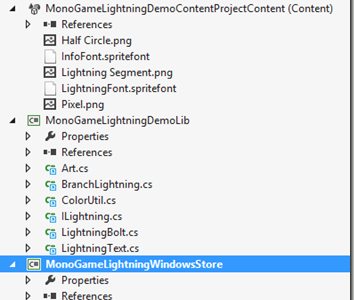 MonoGameLightningDemoContentProjectContent (Content)
References
Half Circle.png
InfoFont.spritefont
Lightning Segment.png
LightningFont.spritefont
Pixel.png
MonoGameLightningDemoLib
Properties
References
Art.cs
BranchLightning.cs
ColorUtil.cs
ILightning.cs
LightningBolt.cs
LightningText.cs
MonoGameLightningWindowsStore
Properties
References